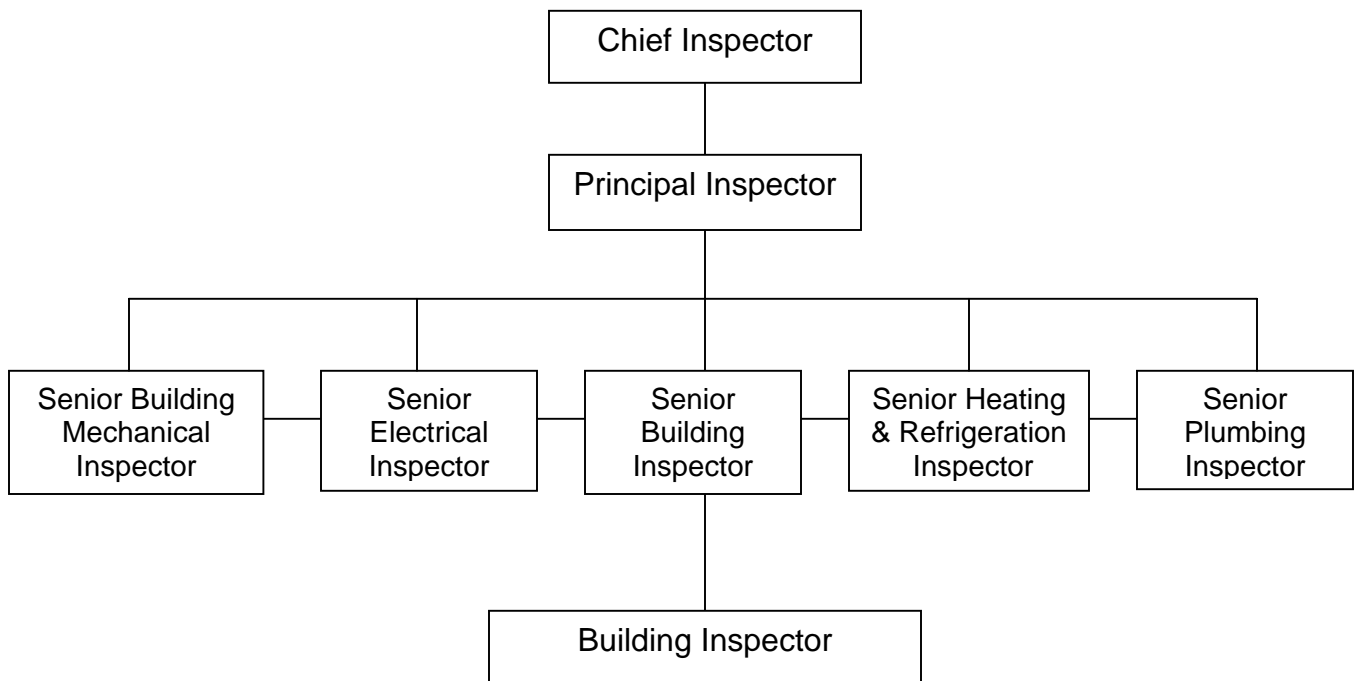 Chief Inspector
Principal Inspector
Senior Building
Mechanical
Inspector
Senior
Electrical
Inspector
Senior
Building
Inspector
Senior Heating
& Refrigeration
Inspector
Senior
Plumbing
Inspector
Building Inspector